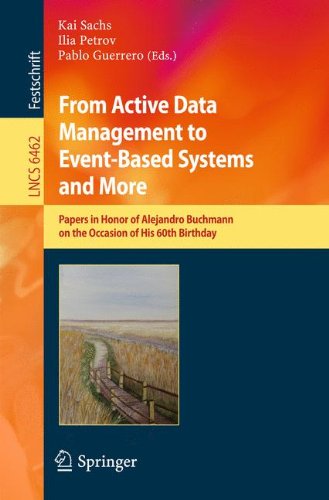 Kai Sachs
Ilia Petrov
Pablo Guerrero (Eds.)
Festschrift
LNCS 6462
From Active Data
Management to
Event-Based Systems
and More
Papers in Honor of Alejandro Buchmann
on the Occasion of His 60th Birthday
Springer